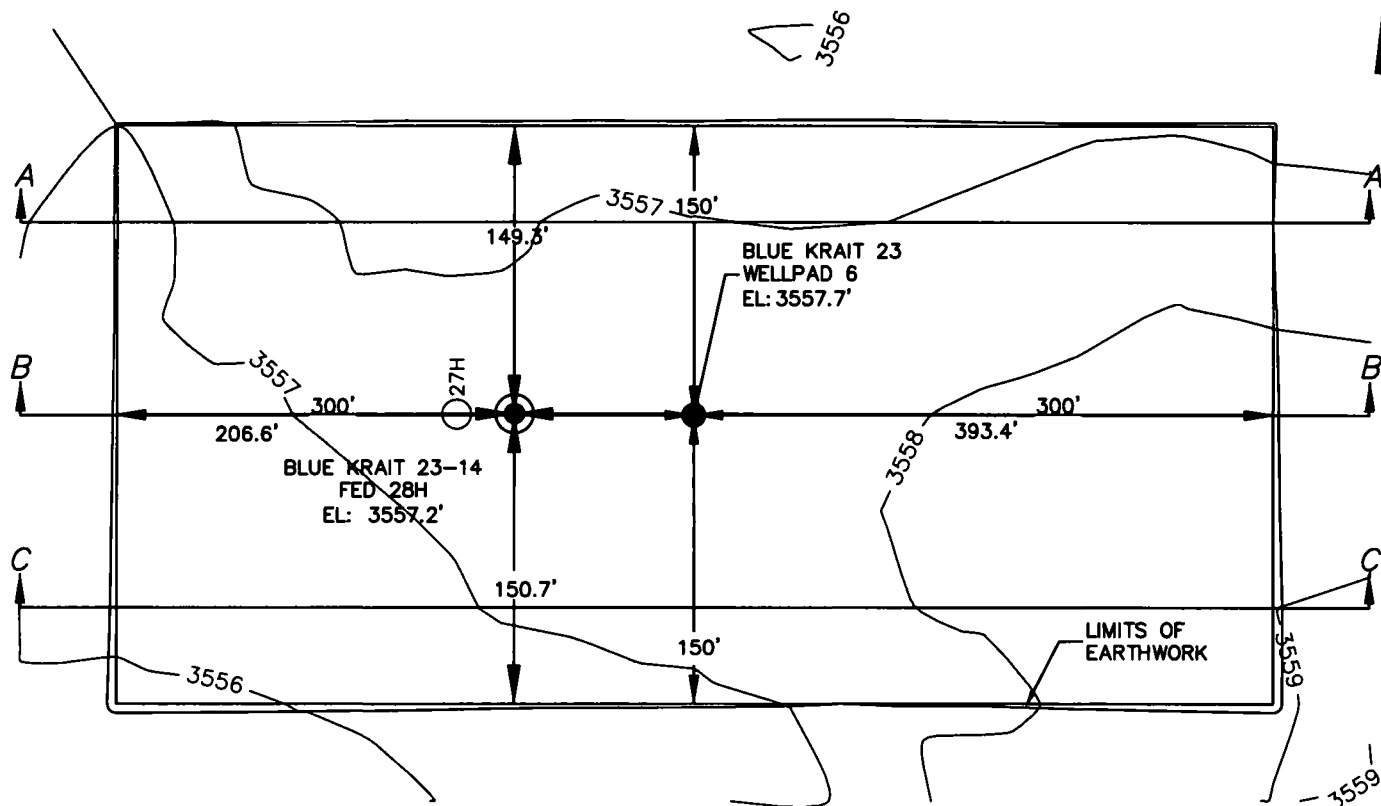 3556
A
A
3557
150'
149.3'
BLUE KRAIT 23
WELLPAD 6
EL: 3557.7'
B
B
3557
27H
300'
300'
206.6'
393.4'
BLUE KRAIT 23-14
FED 28H
EL: 3557.2'
3558
C
C
150.7'
150'
LIMITS OF
EARTHWORK
3556
3559
3559